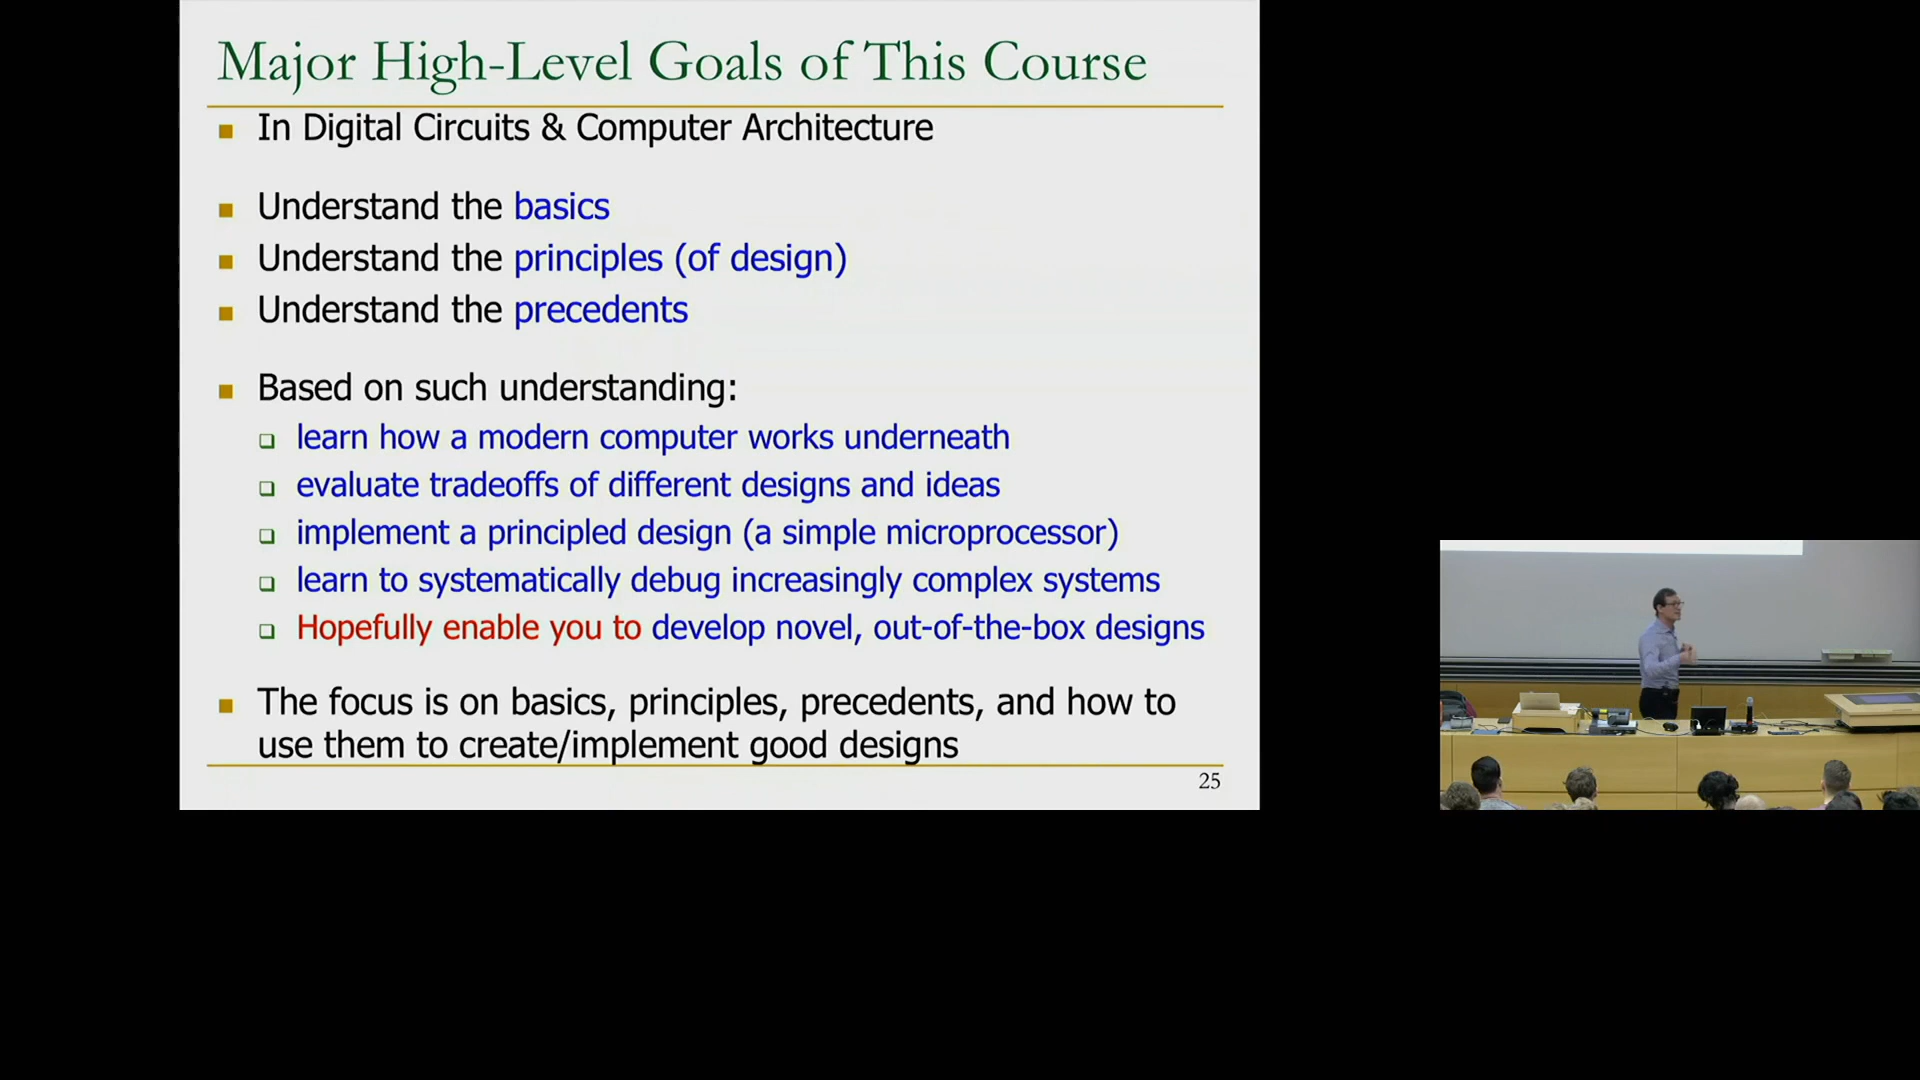 Major High-Level Goals of This Course
In Digital Circuits & Computer Architecture
Understand the basics
Understand the principles (of design)
Understand the precedents
Based on such understanding:
learn how a modern computer works underneath
evaluate tradeoffs of different designs and ideas
implement a principled design (a simple microprocessor)
learn to systematically debug increasingly complex systems
Hopefully enable you to develop novel, out-of-the-box designs
The focus is on basics, principles, precedents, and how to
use them to create/implement good designs
25